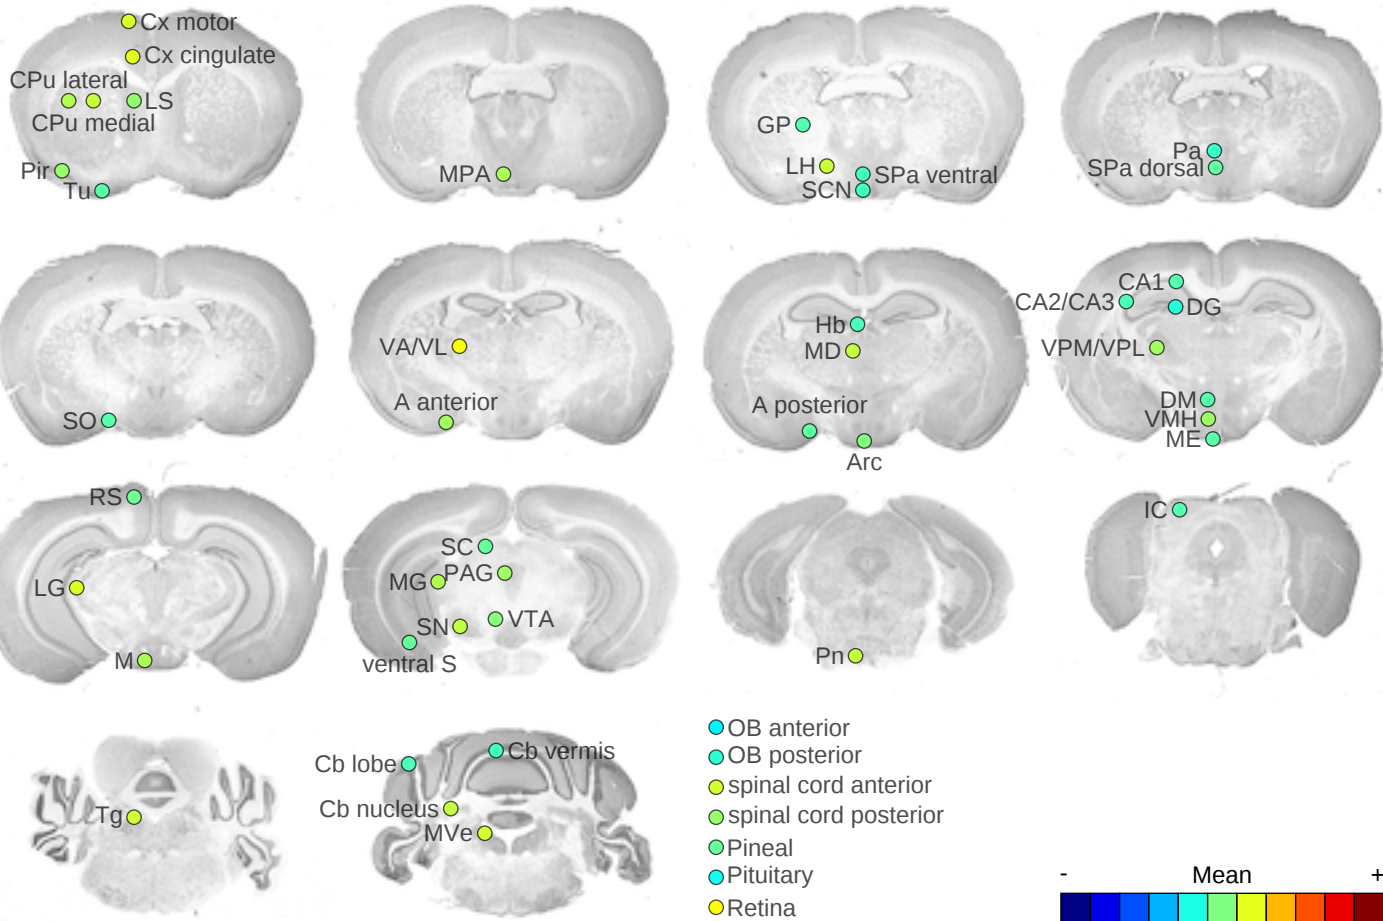 Cx motor
Cx cingulate
CPu lateral
LS
CPu medial
Pir
Tu
MPA
GP
LH
SPa ventral
SCN
Pa
SPa dorsal
SO
VA/VL
A anterior
Hb
MD
A posterior
Arc
CA1
CA2/CA3
DG
VPM/VPL
DM
VMH
ME
RS
LG
M
SC
PAG
MG
SN
VTA
ventral S
Pn
IC
Tg
Cb vermis
Cb lobe
Cb nucleus
MVe
OB anterior
OB posterior
spinal cord anterior
spinal cord posterior
Pineal
Pituitary
Retina
- Mean +